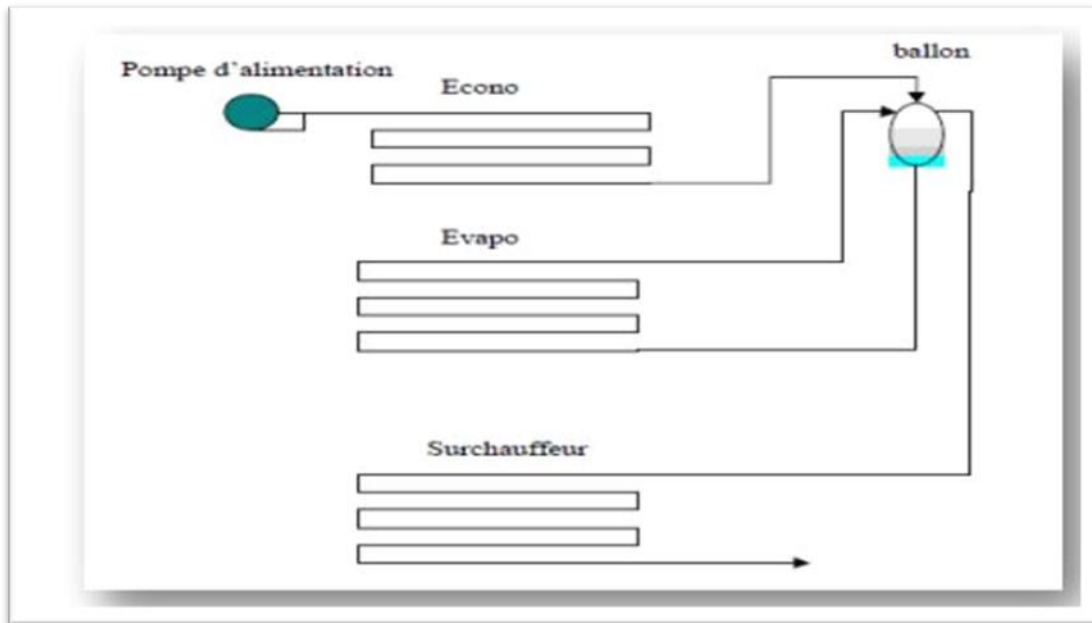 ballon
Pompe d'alimentation
Econo
Evapo
Surchauffeur